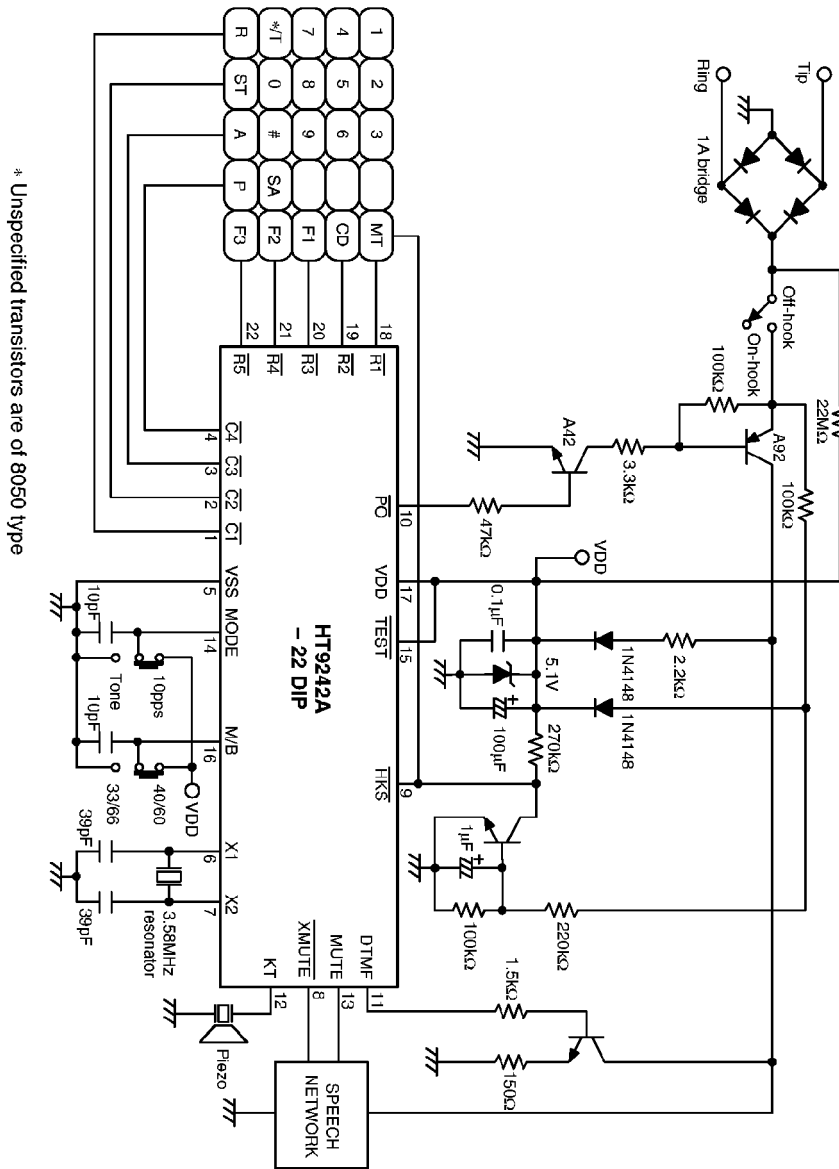 Tip
Ring
1A bridge
Off-hook
On-hook
22MΩ
A92
100kΩ
100kΩ
3.3kΩ
A42
47kΩ
VDD
0.1μF
5.1V
100μF
+
1N4148
2.2kΩ
1N4148
270kΩ
1μF
+
100kΩ
220kΩ
1.5kΩ
150Ω
1 2 3 MT
4 5 6 CD
7 8 9 F1
*/T 0 # SA F2
R ST A P F3
18 19 20 21 22
R1 R2 R3 R4 R5
10 17 15 9
PO VDD TEST HKS
HT9242A
– 22 DIP
C4 C3 C2 C1 VSS MODE M/B X1 X2
4 3 2 1 5 14 16 6 7
KT XMUTE MUTE DTMF
12 8 13 11
10pF
Tone
10pps
10pF
33/66
40/60
VDD
39pF
39pF
3.58MHz
resonator
Piezo
SPEECH
NETWORK
* Unspecified transistors are of 8050 type